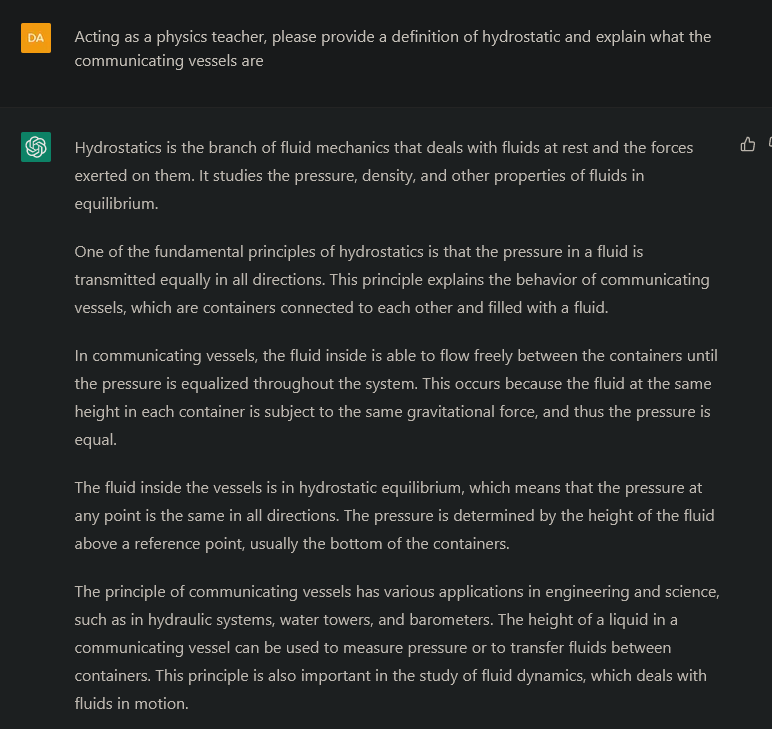 DA
Acting as a physics teacher, please provide a definition of hydrostatic and explain what the
communicating vessels are
Hydrostatics is the branch of fluid mechanics that deals with fluids at rest and the forces
exerted on them. It studies the pressure, density, and other properties of fluids in
equilibrium.
One of the fundamental principles of hydrostatics is that the pressure in a fluid is
transmitted equally in all directions. This principle explains the behavior of communicating
vessels, which are containers connected to each other and filled with a fluid.
In communicating vessels, the fluid inside is able to flow freely between the containers until
the pressure is equalized throughout the system. This occurs because the fluid at the same
height in each container is subject to the same gravitational force, and thus the pressure is
equal.
The fluid inside the vessels is in hydrostatic equilibrium, which means that the pressure at
any point is the same in all directions. The pressure is determined by the height of the fluid
above a reference point, usually the bottom of the containers.
The principle of communicating vessels has various applications in engineering and science,
such as in hydraulic systems, water towers, and barometers. The height of a liquid in a
communicating vessel can be used to measure pressure or to transfer fluids between
containers. This principle is also important in the study of fluid dynamics, which deals with
fluids in motion.